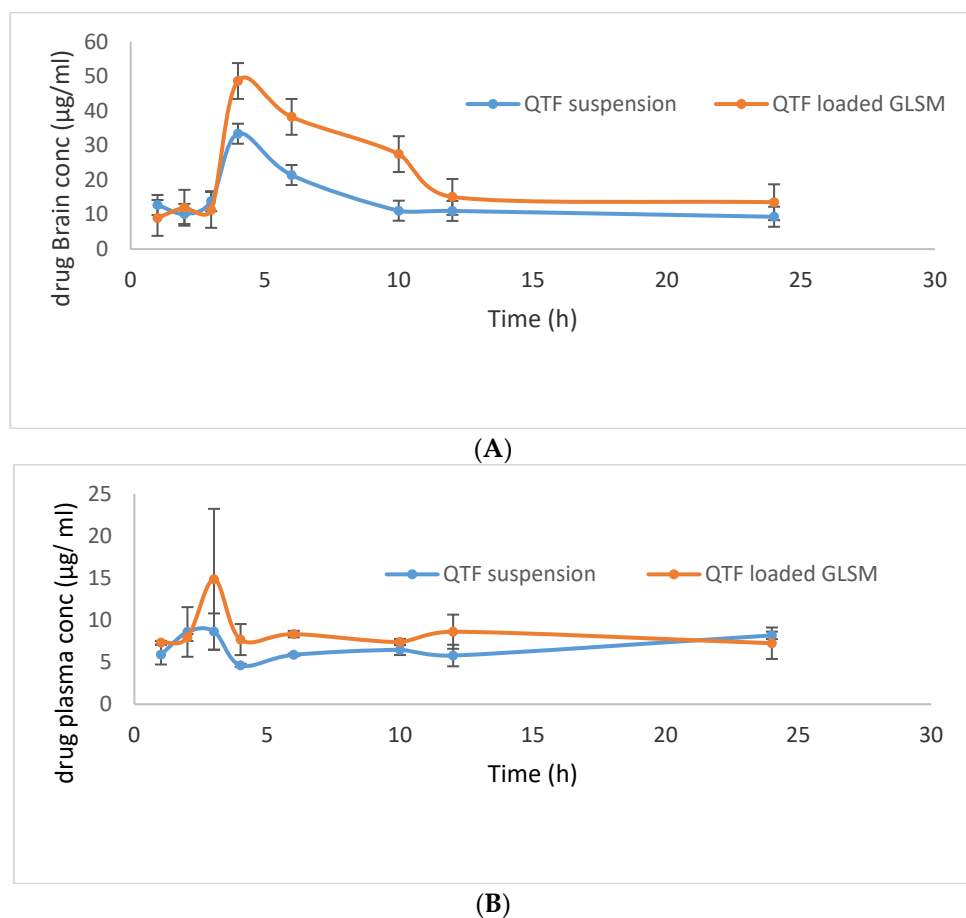 drug Brain conc (µg/ml)
60
50
40
30
20
10
0
QTF suspension
QTF loaded GLSM
0 5 10 15 20 25 30
Time (h)
(A)
drug plasma conc (µg/ ml)
25
20
15
10
5
0
QTF suspension
QTF loaded GLSM
0 5 10 15 20 25 30
Time (h)
(B)